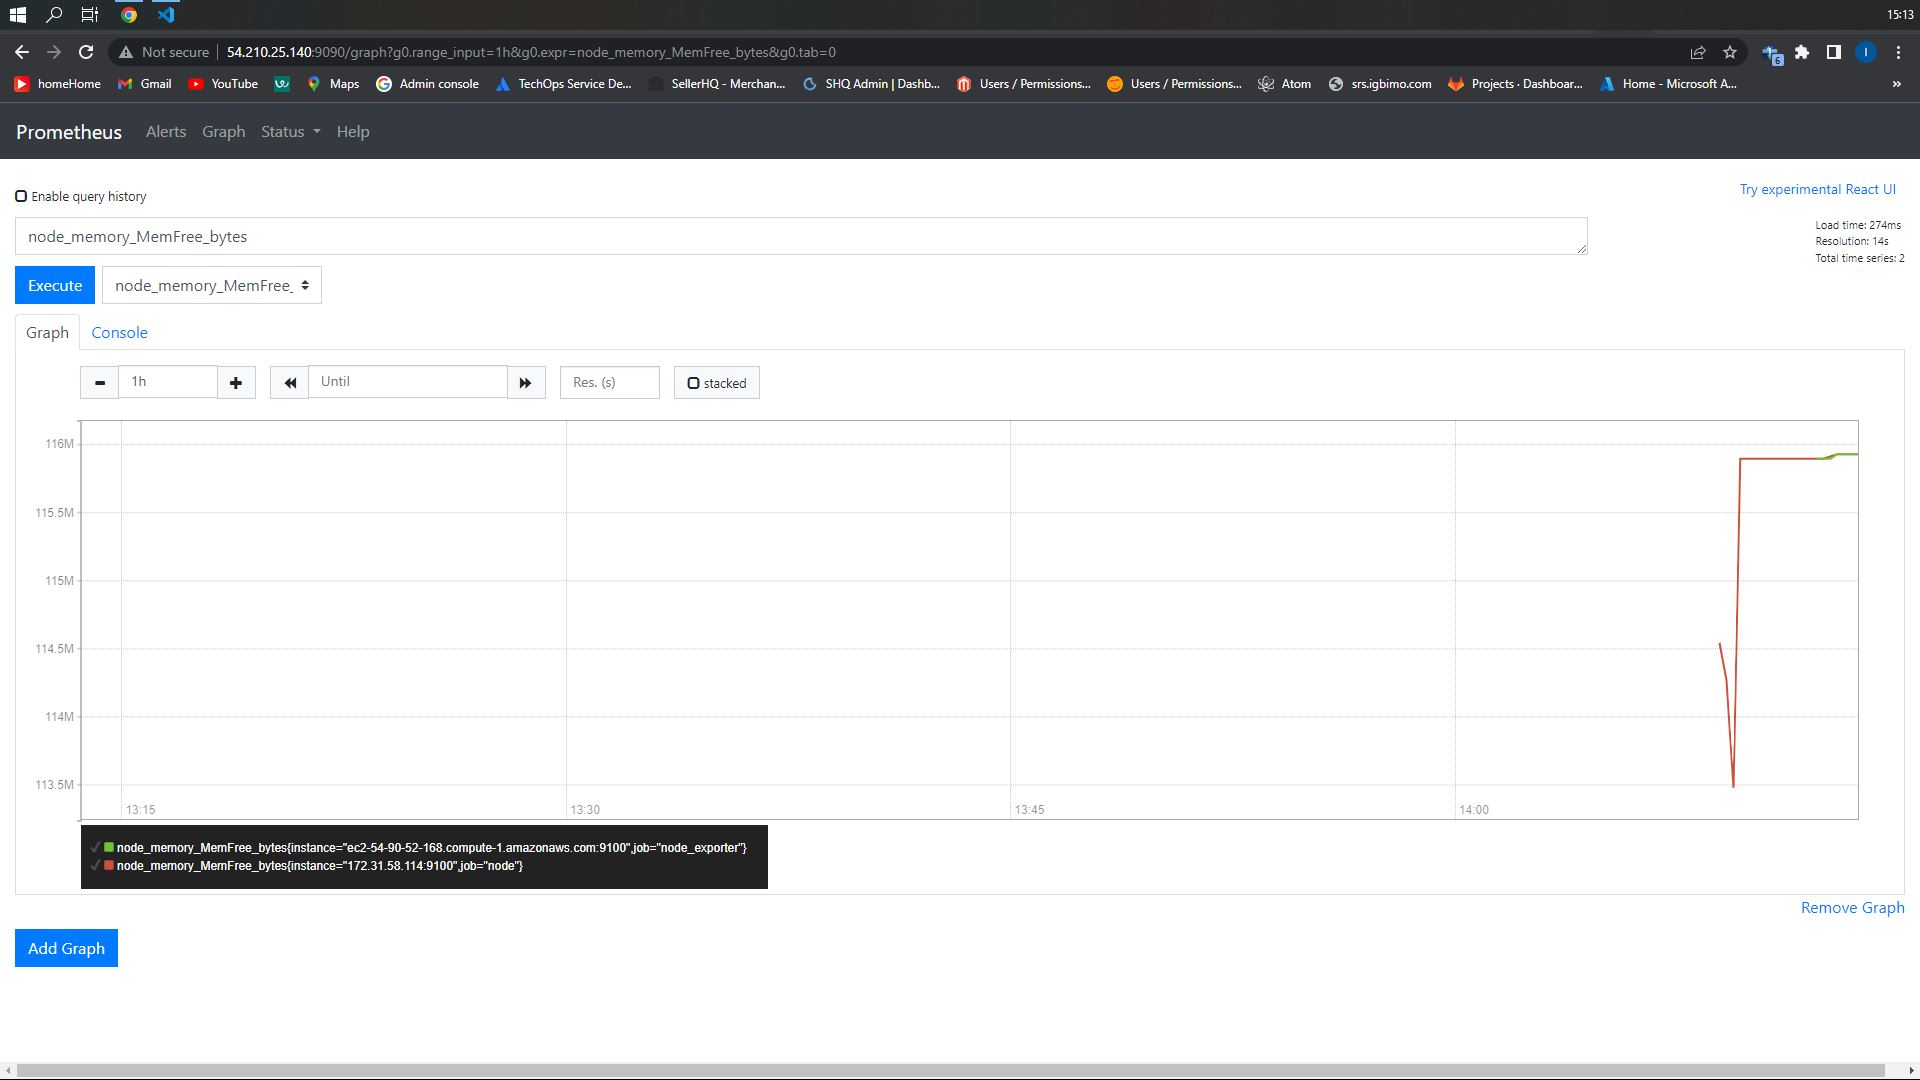 15:13
Not secure 54.210.25.140:9090/graph?g0.range_input=1h&g0.expr=node_memory_MemFree_bytes&g0.tab=0
6
I
homeHome Gmail YouTube Maps Admin console TechOps Service De... SellerHQ - Merchan... SHQ Admin | Dashb... Users / Permissions... Users / Permissions... Atom srs.igbimo.com Projects · Dashboar... Home - Microsoft A... »
Prometheus Alerts Graph Status Help
Try experimental React UI
Enable query history
node_memory_MemFree_bytes
Load time: 274ms
Resolution: 14s
Total time series: 2
Execute node_memory_MemFree_
Graph Console
1h Until Res. (s) stacked
116M
115.5M
115M
114.5M
114M
113.5M
13:15 13:30 13:45 14:00
node_memory_MemFree_bytes{instance="ec2-54-90-52-168.compute-1.amazonaws.com:9100",job="node_exporter"}
node_memory_MemFree_bytes{instance="172.31.58.114:9100",job="node"}
Remove Graph
Add Graph